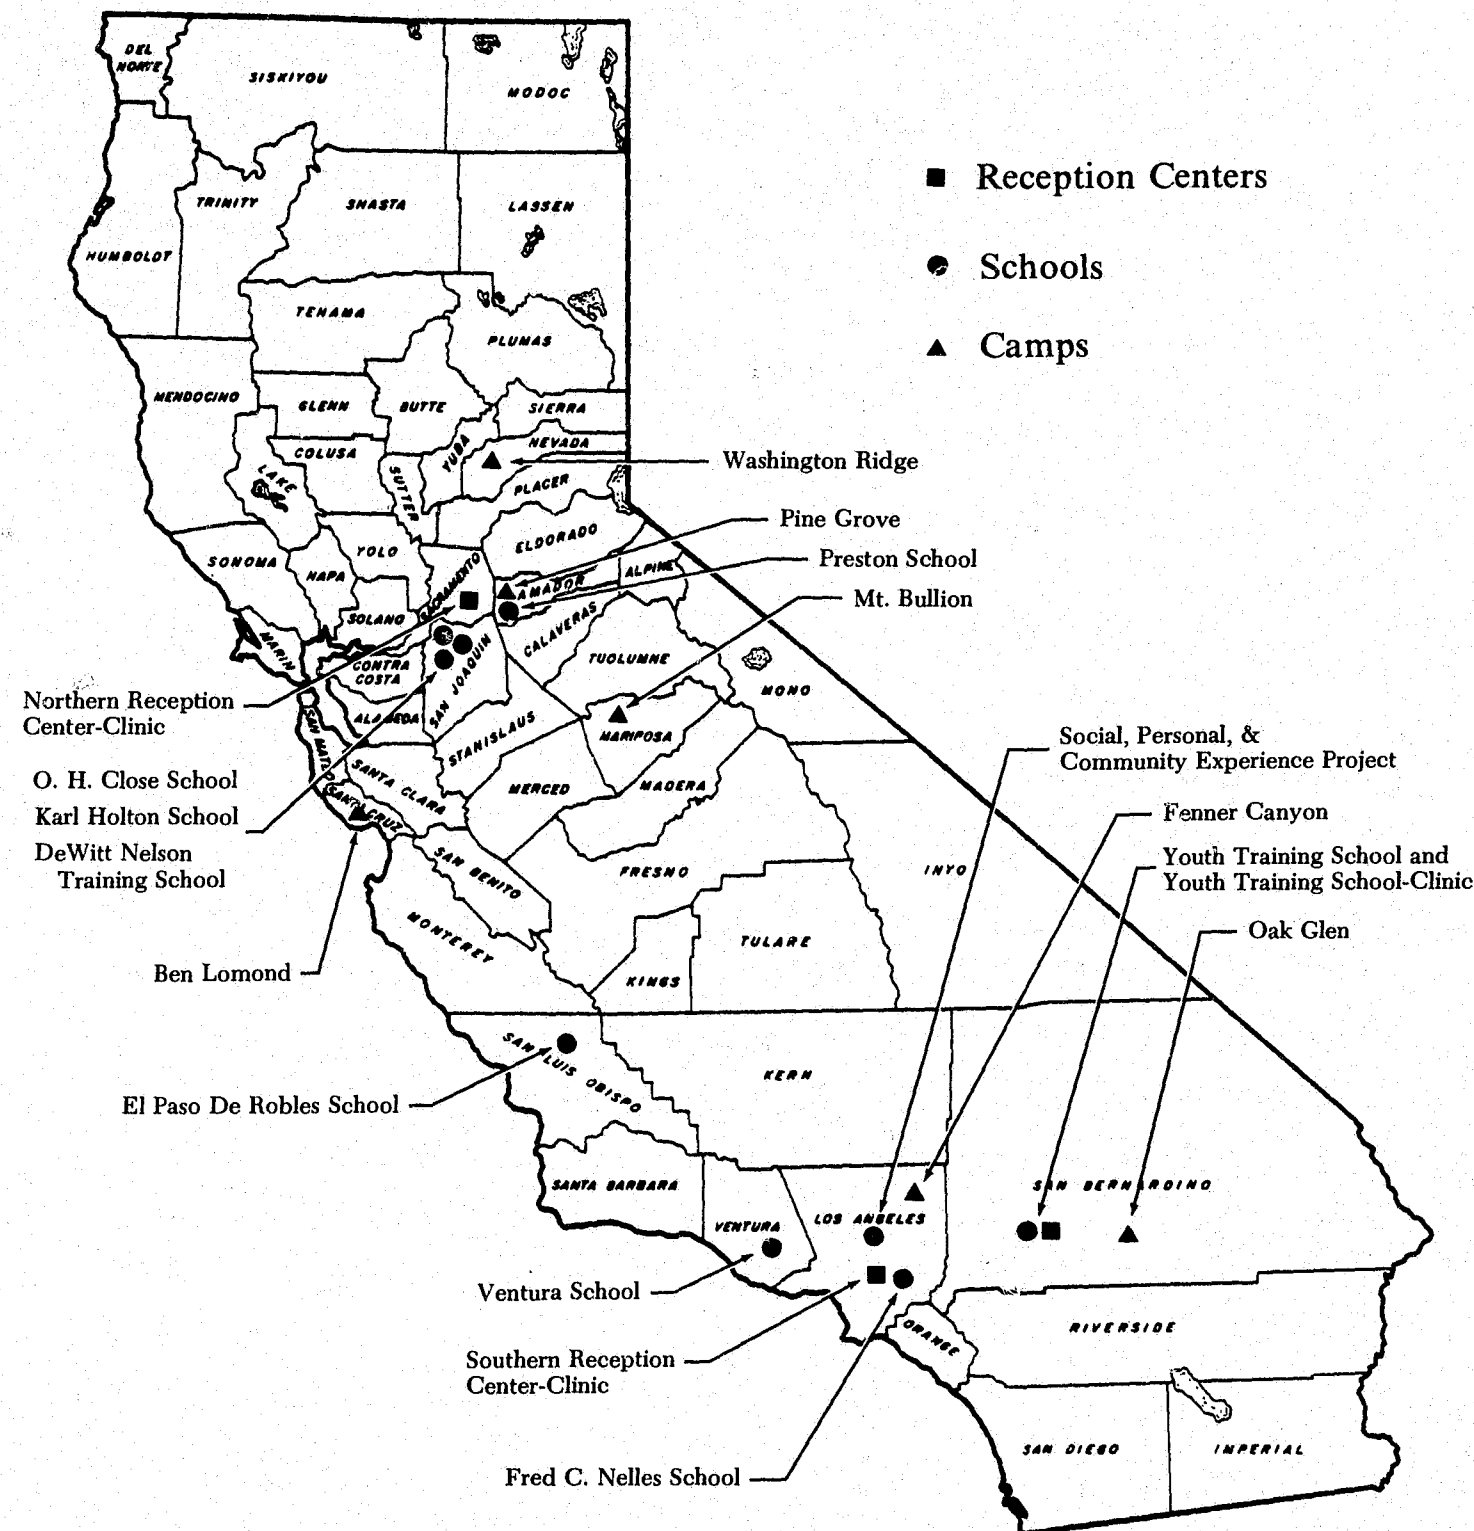 DEL
NORTE
SISKIYOU
MODOC
TRINITY
SHASTA
LASSEN
HUMBOLDT
TEHAMA
PLUMAS
MENDOCINO
GLENN
BUTTE
SIERRA
COLUSA
YUBA
NEVADA
LAKE
SUTTER
PLACER
SONOMA
NAPA
YOLO
SACRAMENTO
ELDORADO
AMADOR
ALPINE
SOLANO
CALAVERAS
MARIN
CONTRA
COSTA
SAN JOAQUIN
TUOLUMNE
MONO
ALAMEDA
STANISLAUS
MARIPOSA
SAN MATEO
SANTA CLARA
SANTA CRUZ
MERCED
MADERA
SAN BENITO
FRESNO
INYO
MONTEREY
KINGS
TULARE
SAN LUIS OBISPO
KERN
SANTA BARBARA
VENTURA
LOS ANGELES
SAN BERNARDINO
ORANGE
RIVERSIDE
SAN DIEGO
IMPERIAL
Reception Centers
Schools
Camps
Washington Ridge
Pine Grove
Preston School
Mt. Bullion
Northern Reception
Center-Clinic
O. H. Close School
Karl Holton School
DeWitt Nelson
Training School
Ben Lomond
El Paso De Robles School
Social, Personal, &
Community Experience Project
Fenner Canyon
Youth Training School and
Youth Training School-Clinic
Oak Glen
Ventura School
Southern Reception
Center-Clinic
Fred C. Nelles School